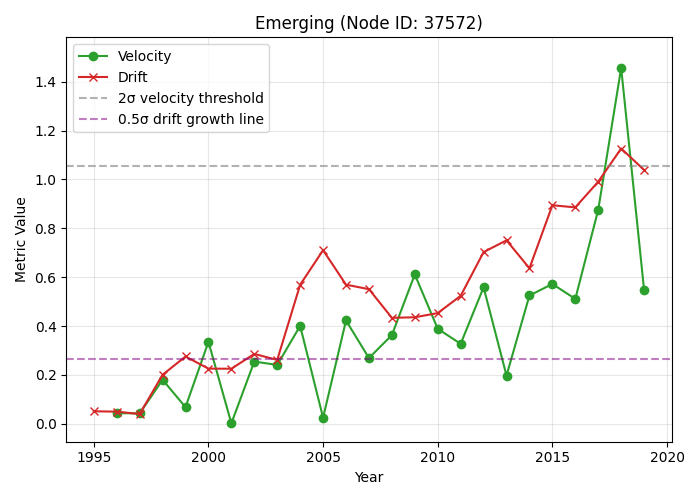 Emerging (Node ID: 37572)
Velocity
Drift
2σ velocity threshold
0.5σ drift growth line
Metric Value
1.4
1.2
1.0
0.8
0.6
0.4
0.2
0.0
1995 2000 2005 2010 2015 2020
Year